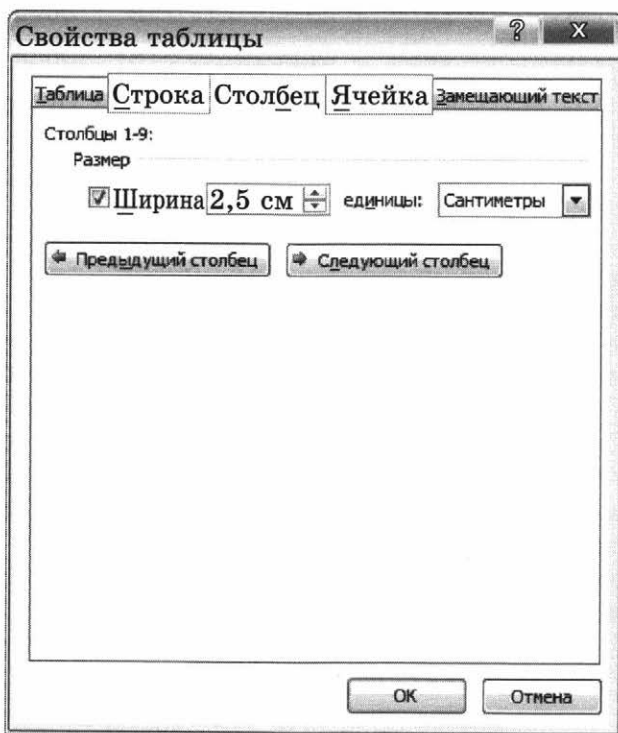 Свойства таблицы ? X
Таблица Строка Столбец Ячейка Замещающий текст
Столбцы 1-9:
Размер
Ширина 2,5 см единицы: Сантиметры
Предыдущий столбец Следующий столбец
ОК Отмена